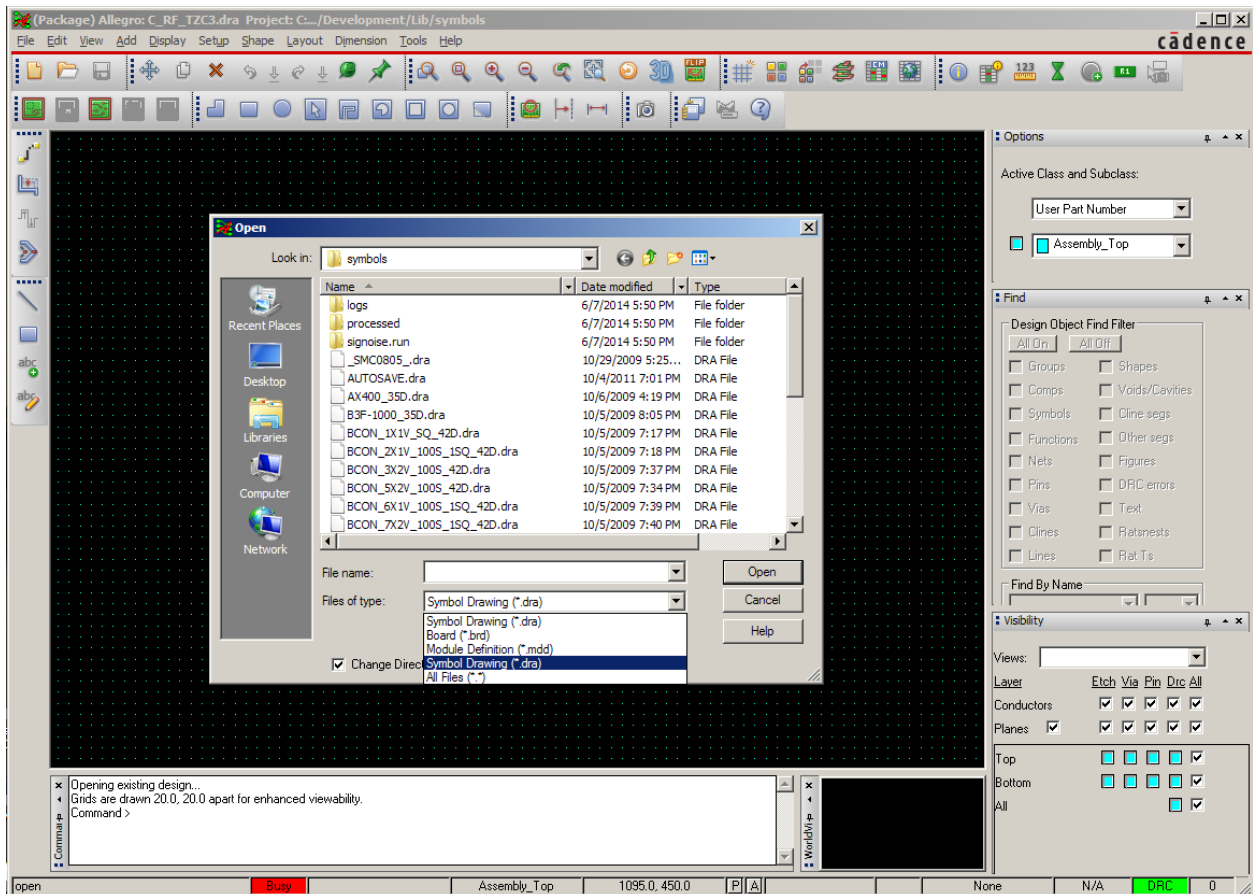 (Package) Allegro: C_RF_TZC3.dra Project: C:.../Development/Lib/symbols
File Edit View Add Display Setup Shape Layout Dimension Tools Help
cādence
FLIP
3D
CM
123
R1
abc
abc
Options
Active Class and Subclass:
User Part Number
Assembly_Top
Find
Design Object Find Filter
All On All Off
Groups Shapes
Comps Voids/Cavities
Symbols Cline segs
Functions Other segs
Nets Figures
Pins DRC errors
Vias Text
Clines Ratsnests
Lines Rat Ts
Find By Name
Visibility
Views:
Layer Etch Via Pin Drc All
Conductors
Planes
Top
Bottom
All
Open
Look in: symbols
Name Date modified Type
logs 6/7/2014 5:50 PM File folder
processed 6/7/2014 5:50 PM File folder
signoise.run 6/7/2014 5:50 PM File folder
_SMC0805_.dra 10/29/2009 5:25... DRA File
AUTOSAVE.dra 10/4/2011 7:01 PM DRA File
AX400_35D.dra 10/6/2009 4:19 PM DRA File
B3F-1000_35D.dra 10/5/2009 8:05 PM DRA File
BCON_1X1V_SQ_42D.dra 10/5/2009 7:17 PM DRA File
BCON_2X1V_100S_1SQ_42D.dra 10/5/2009 7:18 PM DRA File
BCON_3X2V_100S_1SQ_42D.dra 10/5/2009 7:37 PM DRA File
BCON_5X2V_100S_1SQ_42D.dra 10/5/2009 7:34 PM DRA File
BCON_6X1V_100S_1SQ_42D.dra 10/5/2009 7:39 PM DRA File
BCON_7X2V_100S_1SQ_42D.dra 10/5/2009 7:40 PM DRA File
Recent Places
Desktop
Libraries
Computer
Network
File name: Open
Files of type: Symbol Drawing (*.dra) Cancel
Help
Symbol Drawing (*.dra)
Board (*.brd)
Module Definition (*.mdd)
Symbol Drawing (*.dra)
All Files (*.*)
Change Direc
Opening existing design...
Grids are drawn 20.0, 20.0 apart for enhanced viewability.
Command >
Comman
WorldVi
open Busy Assembly_Top 1095.0, 450.0 P A None N/A DRC 0